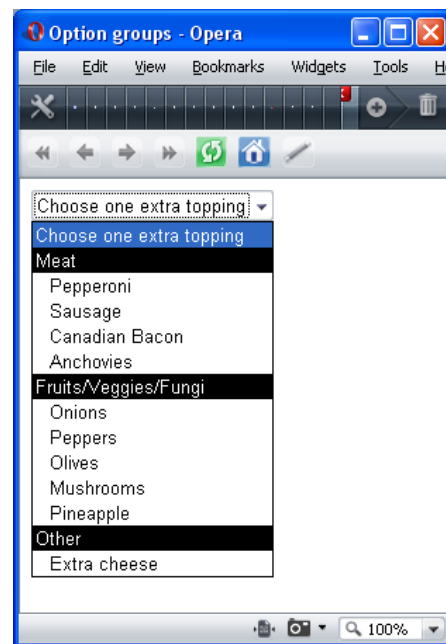 Option groups - Opera
File Edit View Bookmarks Widgets Tools
Choose one extra topping
Choose one extra topping
Meat
Pepperoni
Sausage
Canadian Bacon
Anchovies
Fruits/Veggies/Fungi
Onions
Peppers
Olives
Mushrooms
Pineapple
Other
Extra cheese
100%